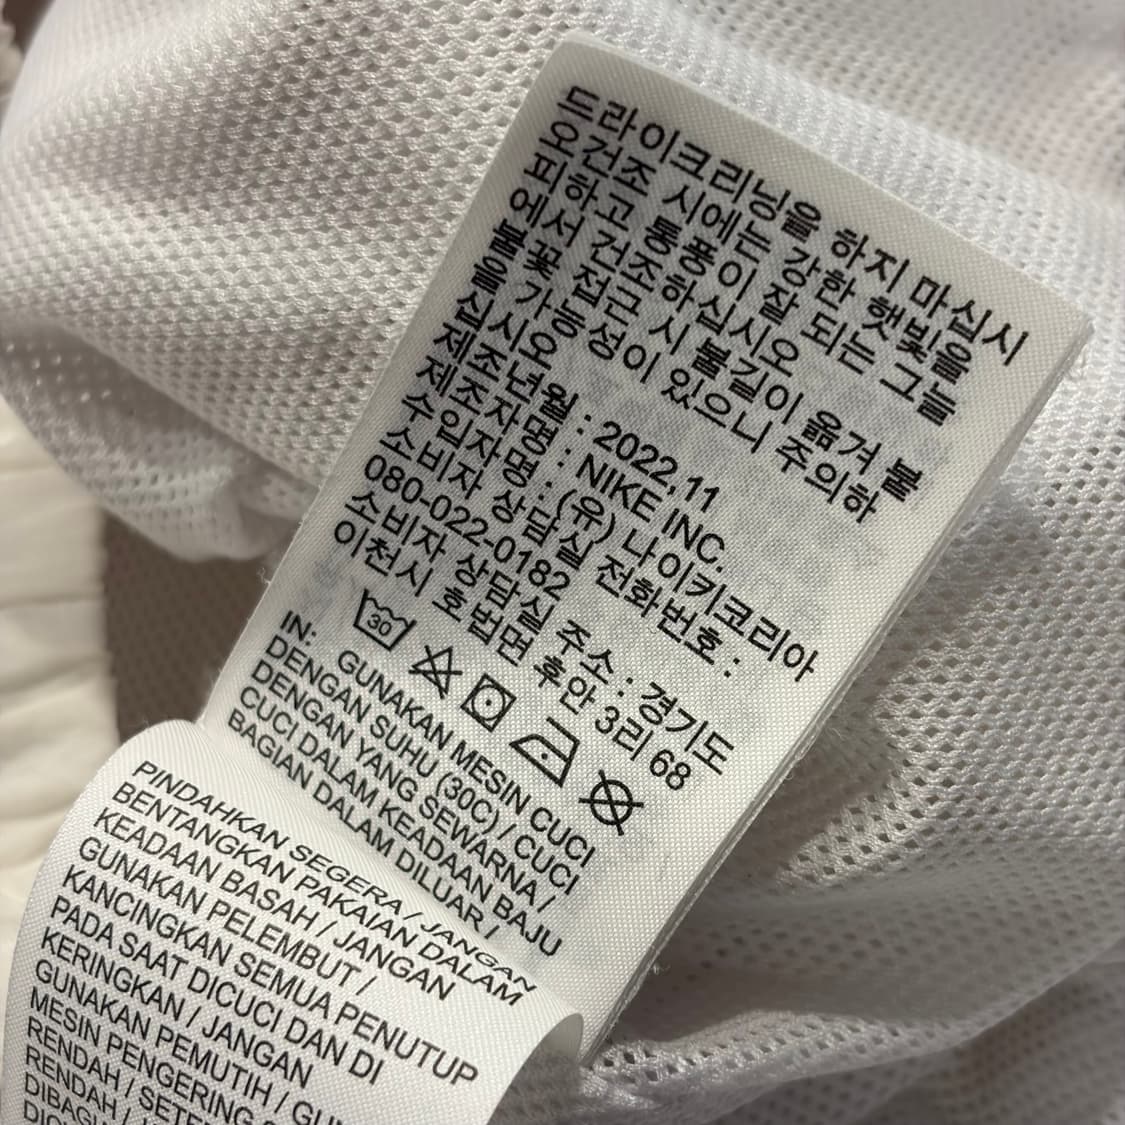 드라이크리닝을 하지 마십시
오건조 시에는 강한 햇빛을
피하고 통풍이 잘 되는 그늘
에서 건조하십시오
불꽃 접근 시 불길이 옮겨 붙
을 가능성이 있으니 주의하
십시오
제조년월 : 2022,11
제조자명 : NIKE INC.
수입자명 : (유) 나이키코리아
소비자 상담실 전화번호 :
080-022-0182
소비자 상담실 주소 : 경기도
이천시 호법면 후안 3리 68
30
IN: GUNAKAN MESIN CUCI
DENGAN SUHU (30C) / CUCI
DENGAN YANG SEWARNA /
CUCI DALAM KEADAAN BAJU
BAGIAN DALAM DILUAR /
PINDAHKAN SEGERA / JANGAN
BENTANGKAN PAKAIAN DALAM
KEADAAN BASAH / JANGAN
GUNAKAN PELEMBUT /
KANCINGKAN SEMUA PENUTUP
PADA SAAT DICUCI DAN DI
KERINGKAN / JANGAN
GUNAKAN PEMUTIH /
MESIN PENGERING
RENDAH /
RENDAH /